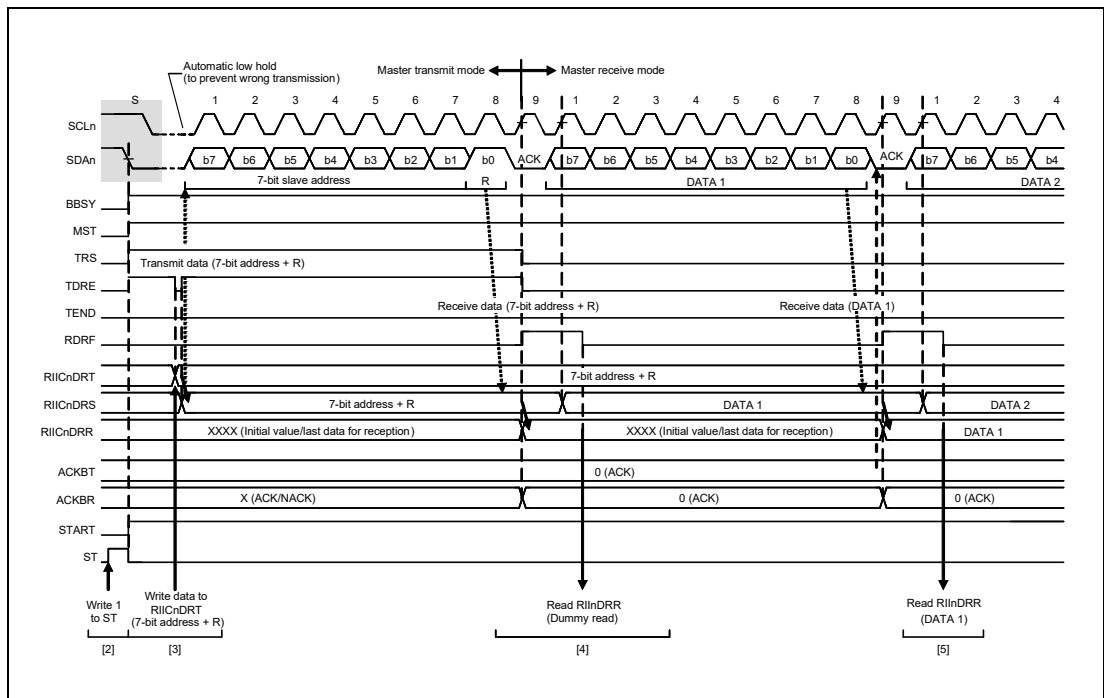 Automatic low hold
(to prevent wrong transmission)
Master transmit mode
Master receive mode
S 1 2 3 4 5 6 7 8 9 1 2 3 4 5 6 7 8 9 1 2 3 4
SCLn
SDAn b7 b6 b5 b4 b3 b2 b1 b0 ACK b7 b6 b5 b4 b3 b2 b1 b0 ACK b7 b6 b5 b4
7-bit slave address R DATA 1 DATA 2
BBSY
MST
TRS
Transmit data (7-bit address + R)
TDRE
Receive data (7-bit address + R) Receive data (DATA 1)
TEND
RDRF
RIICnDRT 7-bit address + R
RIICnDRS 7-bit address + R DATA 1 DATA 2
RIICnDRR XXXX (Initial value/last data for reception) XXXX (Initial value/last data for reception) DATA 1
ACKBT 0 (ACK)
ACKBR X (ACK/NACK) 0 (ACK) 0 (ACK)
START
ST
Write 1
to ST
Write data to
RIICnDRT
(7-bit address + R)
Read RIInDRR
(Dummy read)
Read RIInDRR
(DATA 1)
[2] [3] [4] [5]